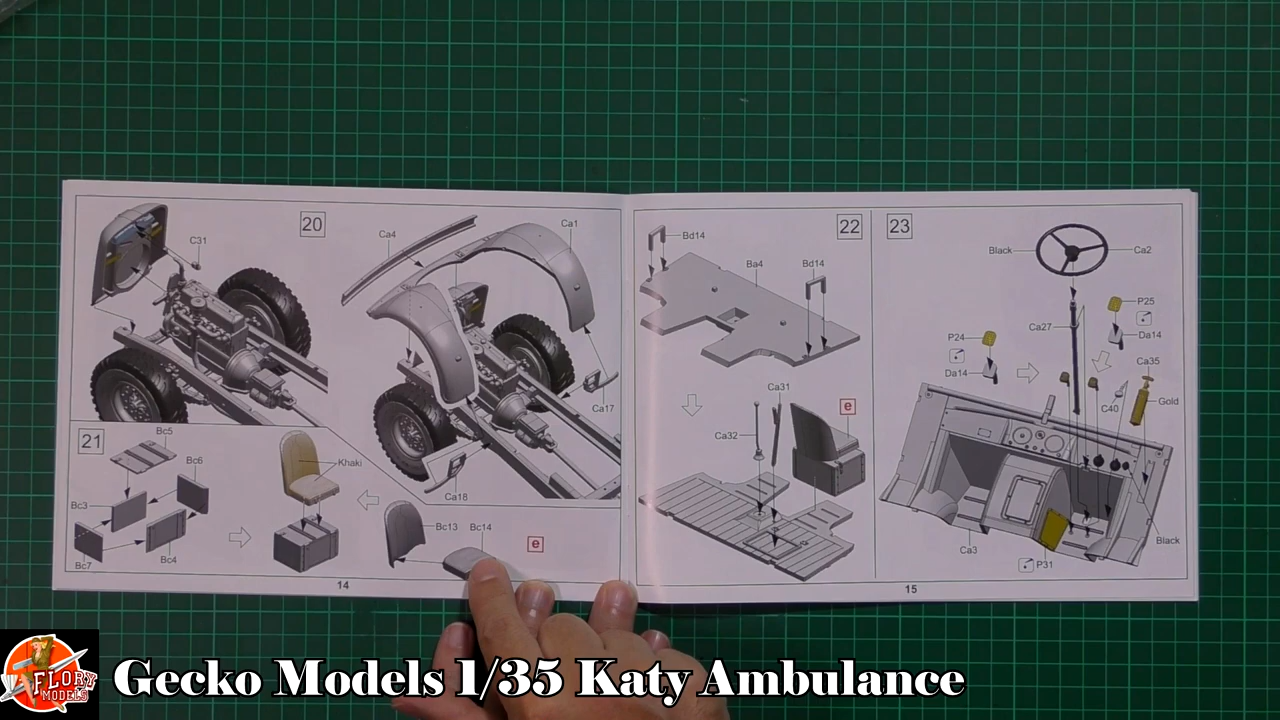 20
C31
Ca4
Ca1
Ca17
Ca18
21
Bc5
Bc6
Bc3
Bc4
Bc7
Khaki
Bc13
Bc14
e
14
22
Bd14
Ba4
Bd14
Ca31
Ca32
e
23
Black
Ca2
P25
Ca27
Da14
P24
Da14
Ca35
C40
Gold
Black
Ca3
P31
15
FLORY
MODELS
Gecko Models 1/35 Katy Ambulance